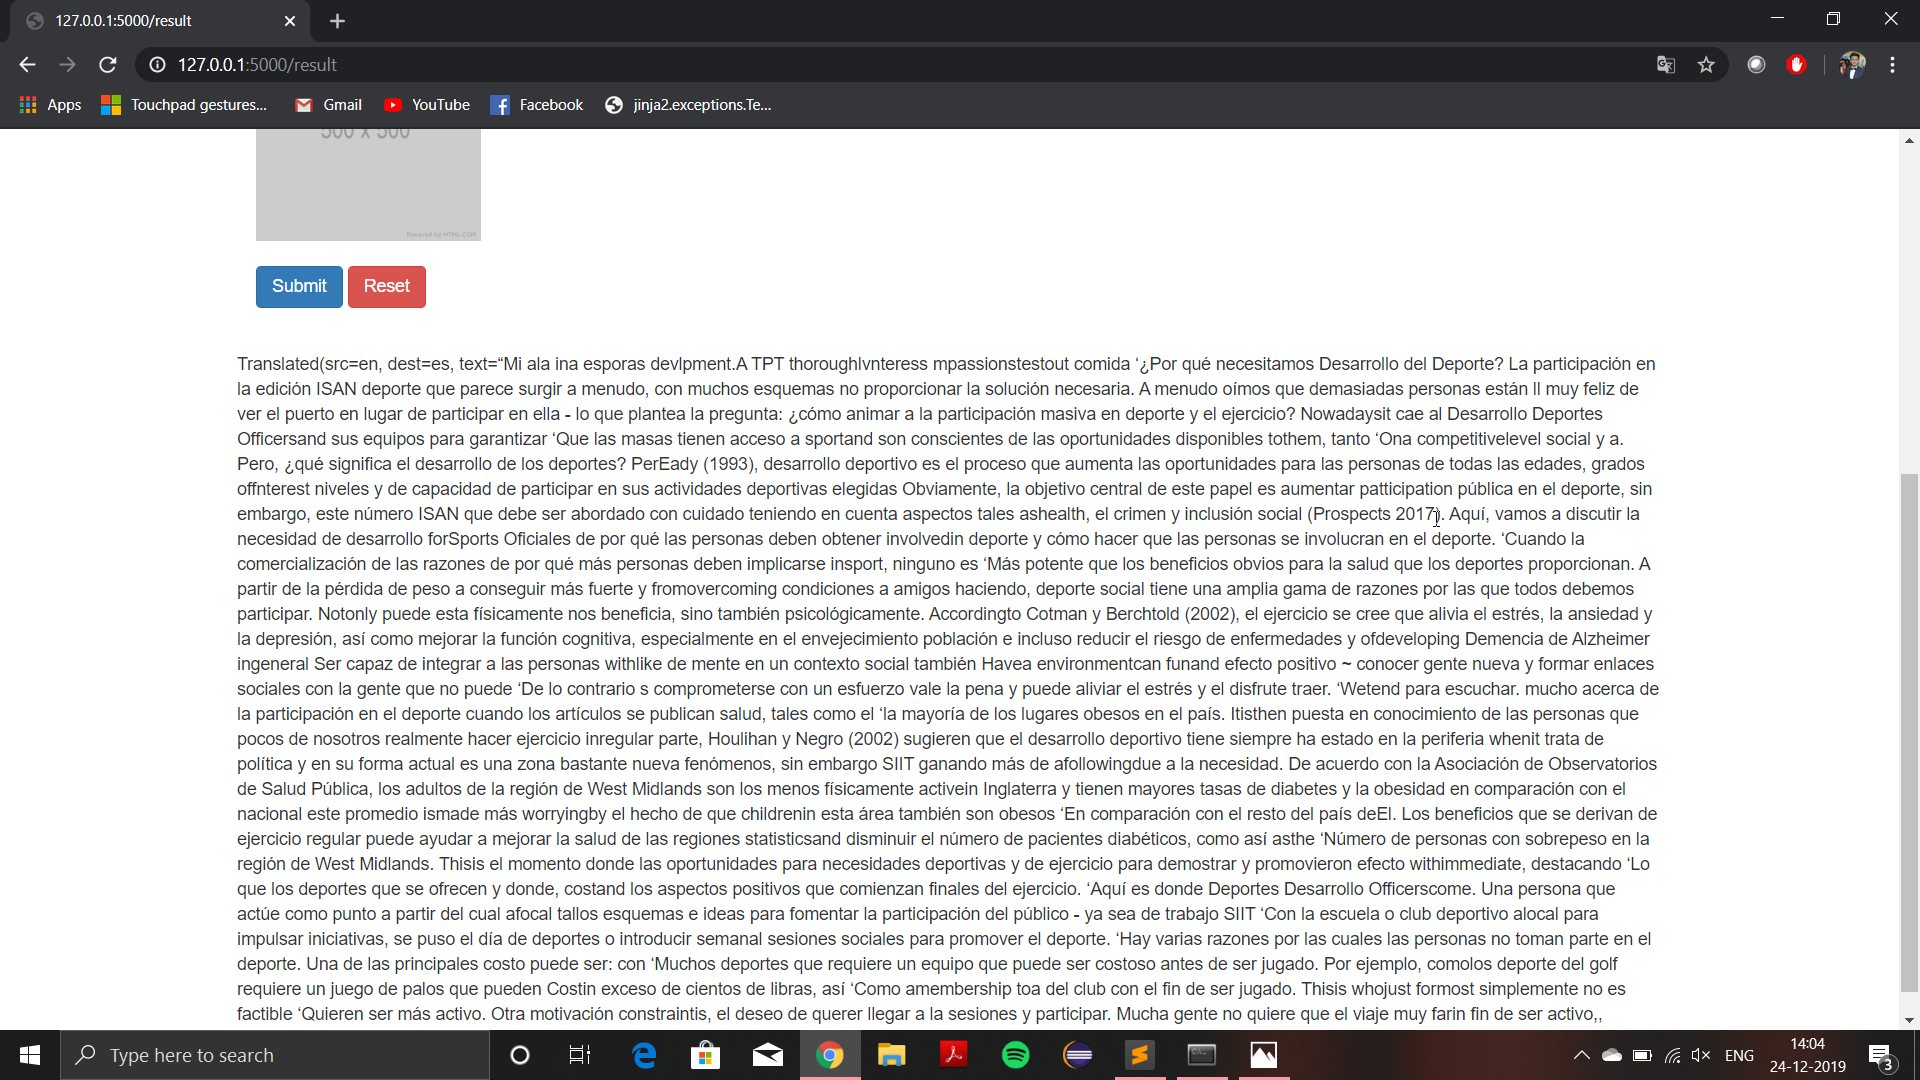 127.0.0.1:5000/result
127.0.0.1:5000/result
Apps Touchpad gestures... Gmail YouTube Facebook jinja2.exceptions.Te...
500 x 500
Powered by HTML.COM
Submit Reset
Translated(src=en, dest=es, text=“Mi ala ina esporas devlpment.A TPT thoroughlvnteress mpassionstestout comida ‘¿Por qué necesitamos Desarrollo del Deporte? La participación en
la edición ISAN deporte que parece surgir a menudo, con muchos esquemas no proporcionar la solución necesaria. A menudo oímos que demasiadas personas están II muy feliz de
ver el puerto en lugar de participar en ella - lo que plantea la pregunta: ¿cómo animar a la participación masiva en deporte y el ejercicio? Nowadaysit cae al Desarrollo Deportes
Officersand sus equipos para garantizar ‘Que las masas tienen acceso a sportand son conscientes de las oportunidades disponibles tothem, tanto ‘Ona competitivelevel social y a.
Pero, ¿qué significa el desarrollo de los deportes? PerEady (1993), desarrollo deportivo es el proceso que aumenta las oportunidades para las personas de todas las edades, grados
offnterest niveles y de capacidad de participar en sus actividades deportivas elegidas Obviamente, la objetivo central de este papel es aumentar patticipation pública en el deporte, sin
embargo, este número ISAN que debe ser abordado con cuidado teniendo en cuenta aspectos tales ashealth, el crimen y inclusión social (Prospects 2017). Aquí, vamos a discutir la
necesidad de desarrollo forSports Oficiales de por qué las personas deben obtener involvedin deporte y cómo hacer que las personas se involucran en el deporte. ‘Cuando la
comercialización de las razones de por qué más personas deben implicarse insport, ninguno es ‘Más potente que los beneficios obvios para la salud que los deportes proporcionan. A
partir de la pérdida de peso a conseguir más fuerte y fromovercoming condiciones a amigos haciendo, deporte social tiene una amplia gama de razones por las que todos debemos
participar. Notonly puede esta físicamente nos beneficia, sino también psicológicamente. Accordingto Cotman y Berchtold (2002), el ejercicio se cree que alivia el estrés, la ansiedad y
la depresión, así como mejorar la función cognitiva, especialmente en el envejecimiento población e incluso reducir el riesgo de enfermedades y ofdeveloping Demencia de Alzheimer
ingeneral Ser capaz de integrar a las personas withlike de mente en un contexto social también Havea environmentcan funand efecto positivo ~ conocer gente nueva y formar enlaces
sociales con la gente que no puede ‘De lo contrario s comprometerse con un esfuerzo vale la pena y puede aliviar el estrés y el disfrute traer. ‘Wetend para escuchar. mucho acerca de
la participación en el deporte cuando los artículos se publican salud, tales como el ‘la mayoría de los lugares obesos en el país. Itisthen puesta en conocimiento de las personas que
pocos de nosotros realmente hacer ejercicio inregular parte, Houlihan y Negro (2002) sugieren que el desarrollo deportivo tiene siempre ha estado en la periferia whenit trata de
política y en su forma actual es una zona bastante nueva fenómenos, sin embargo SIIT ganando más de afollowingdue a la necesidad. De acuerdo con la Asociación de Observatorios
de Salud Pública, los adultos de la región de West Midlands son los menos físicamente activein Inglaterra y tienen mayores tasas de diabetes y la obesidad en comparación con el
nacional este promedio ismade más worryingby el hecho de que childrenin esta área también son obesos ‘En comparación con el resto del país deEl. Los beneficios que se derivan de
ejercicio regular puede ayudar a mejorar la salud de las regiones statisticsand disminuir el número de pacientes diabéticos, como así asthe ‘Número de personas con sobrepeso en la
región de West Midlands. Thisis el momento donde las oportunidades para necesidades deportivas y de ejercicio para demostrar y promovieron efecto withimmediate, destacando ‘Lo
que los deportes que se ofrecen y donde, costand los aspectos positivos que comienzan finales del ejercicio. ‘Aquí es donde Deportes Desarrollo Officerscome. Una persona que
actúe como punto a partir del cual afocal tallos esquemas e ideas para fomentar la participación del público - ya sea de trabajo SIIT ‘Con la escuela o club deportivo alocal para
impulsar iniciativas, se puso el día de deportes o introducir semanal sesiones sociales para promover el deporte. ‘Hay varias razones por las cuales las personas no toman parte en el
deporte. Una de las principales costo puede ser: con ‘Muchos deportes que requiere un equipo que puede ser costoso antes de ser jugado. Por ejemplo, comolos deporte del golf
requiere un juego de palos que pueden Costin exceso de cientos de libras, así ‘Como amembership toa del club con el fin de ser jugado. Thisis whojust formost simplemente no es
factible ‘Quieren ser más activo. Otra motivación constraintis, el deseo de querer llegar a la sesiones y participar. Mucha gente no quiere que el viaje muy farin fin de ser activo,,
Type here to search
ENG
14:04
24-12-2019
3